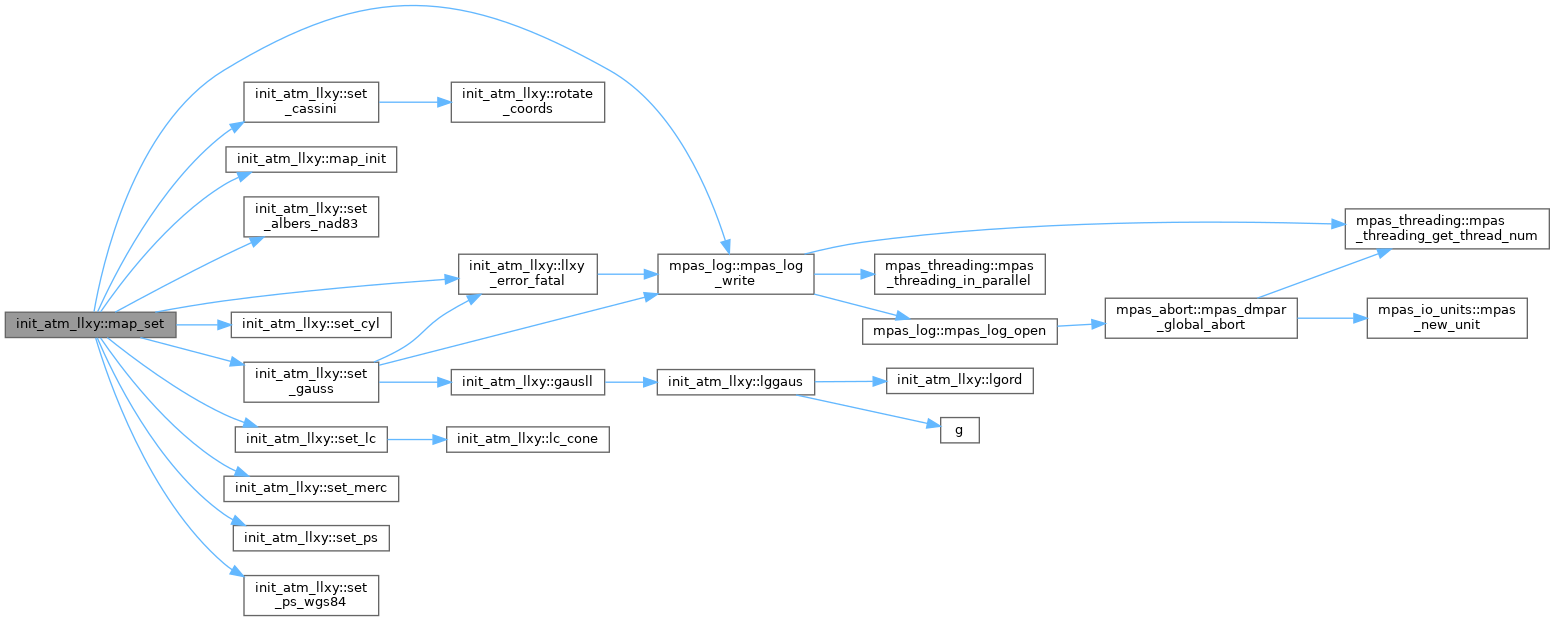 init_atm_llxy::map_set
init_atm_llxy::set
_cassini
init_atm_llxy::rotate
_coords
init_atm_llxy::map_init
init_atm_llxy::set
_albers_nad83
init_atm_llxy::llxy
_error_fatal
init_atm_llxy::set_cyl
init_atm_llxy::set
_gauss
init_atm_llxy::gausll
init_atm_llxy::set_lc
init_atm_llxy::lc_cone
init_atm_llxy::set_merc
init_atm_llxy::set_ps
init_atm_llxy::set
_ps_wgs84
mpas_log::mpas_log
_write
init_atm_llxy::lggaus
mpas_threading::mpas
_threading_in_parallel
mpas_log::mpas_log_open
init_atm_llxy::lgord
g
mpas_abort::mpas_dmpar
_global_abort
mpas_threading::mpas
_threading_get_thread_num
mpas_io_units::mpas
_new_unit